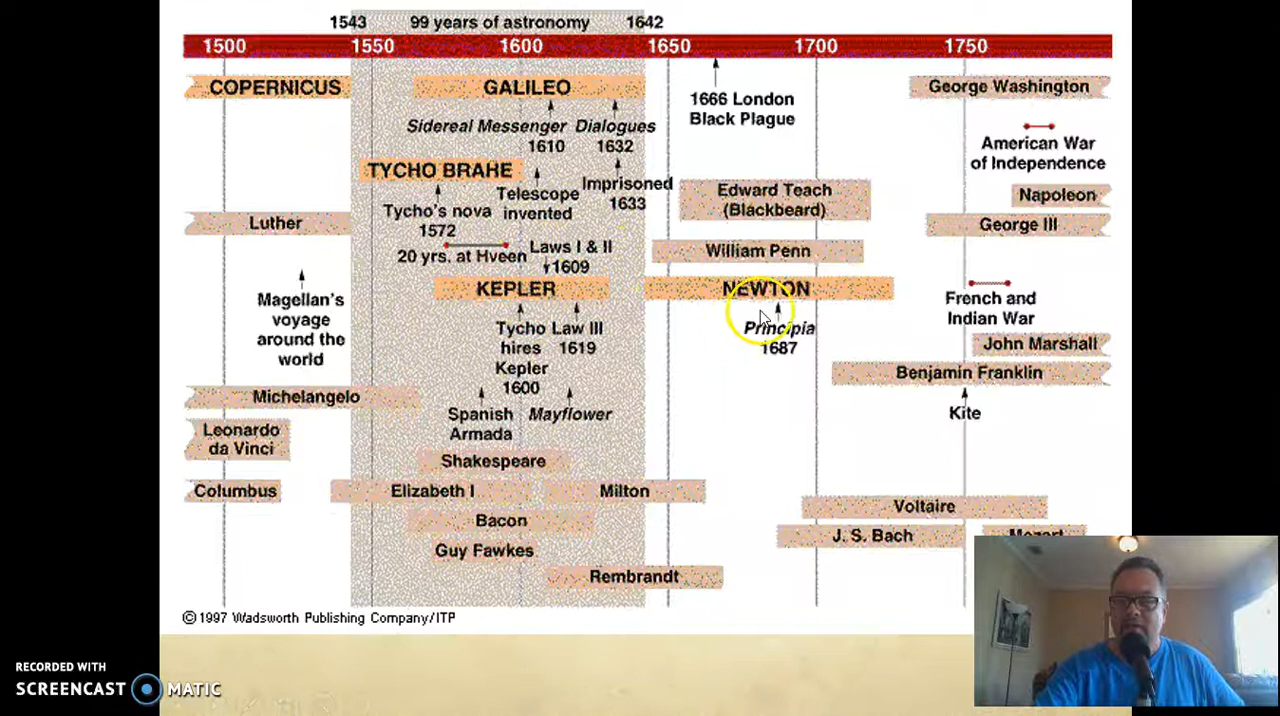 1543 99 years of astronomy 1642
1500 1550 1600 1650 1700 1750
COPERNICUS
GALILEO
George Washington
1666 London
Black Plague
Sidereal Messenger
1610
Dialogues
1632
American War
of Independence
TYCHO BRAHE
Telescope
invented
Imprisoned
1633
Edward Teach
(Blackbeard)
Napoleon
Tycho's nova
1572
Luther
George III
20 yrs. at Hveen
Laws I & II
1609
William Penn
KEPLER
NEWTON
Magellan's
voyage
around the
world
French and
Indian War
Tycho
hires
Kepler
1600
Law III
1619
Principia
1687
John Marshall
Benjamin Franklin
Michelangelo
Spanish
Armada
Mayflower
Kite
Leonardo
da Vinci
Shakespeare
Columbus
Elizabeth I
Milton
Voltaire
Bacon
J. S. Bach
Mozart
Guy Fawkes
Rembrandt
©1997 Wadsworth Publishing Company/ITP
RECORDED WITH
SCREENCAST MATIC